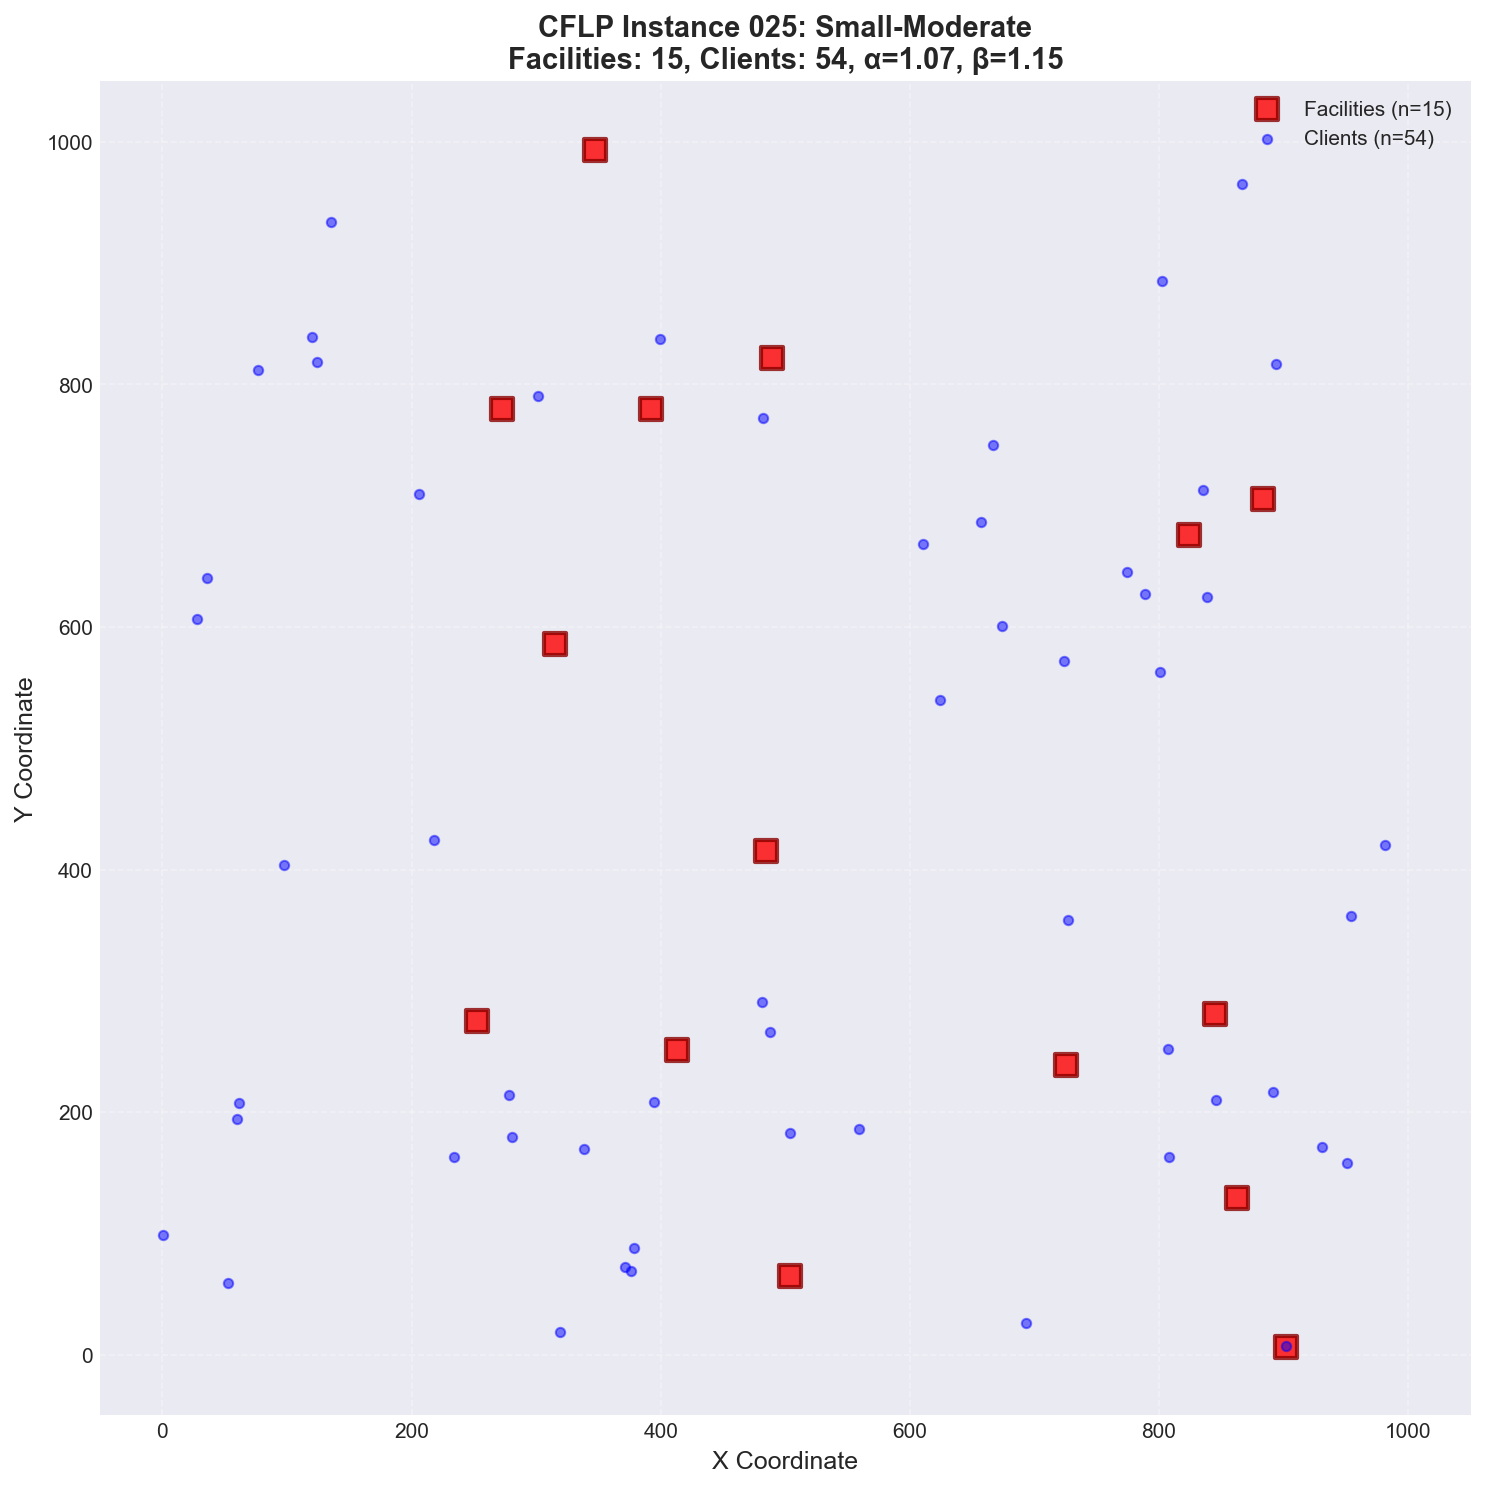 CFLP Instance 025: Small-Moderate
Facilities: 15, Clients: 54, α=1.07, β=1.15
Facilities (n=15)
Clients (n=54)
1000
800
600
400
200
0
Y Coordinate
0 200 400 600 800 1000
X Coordinate